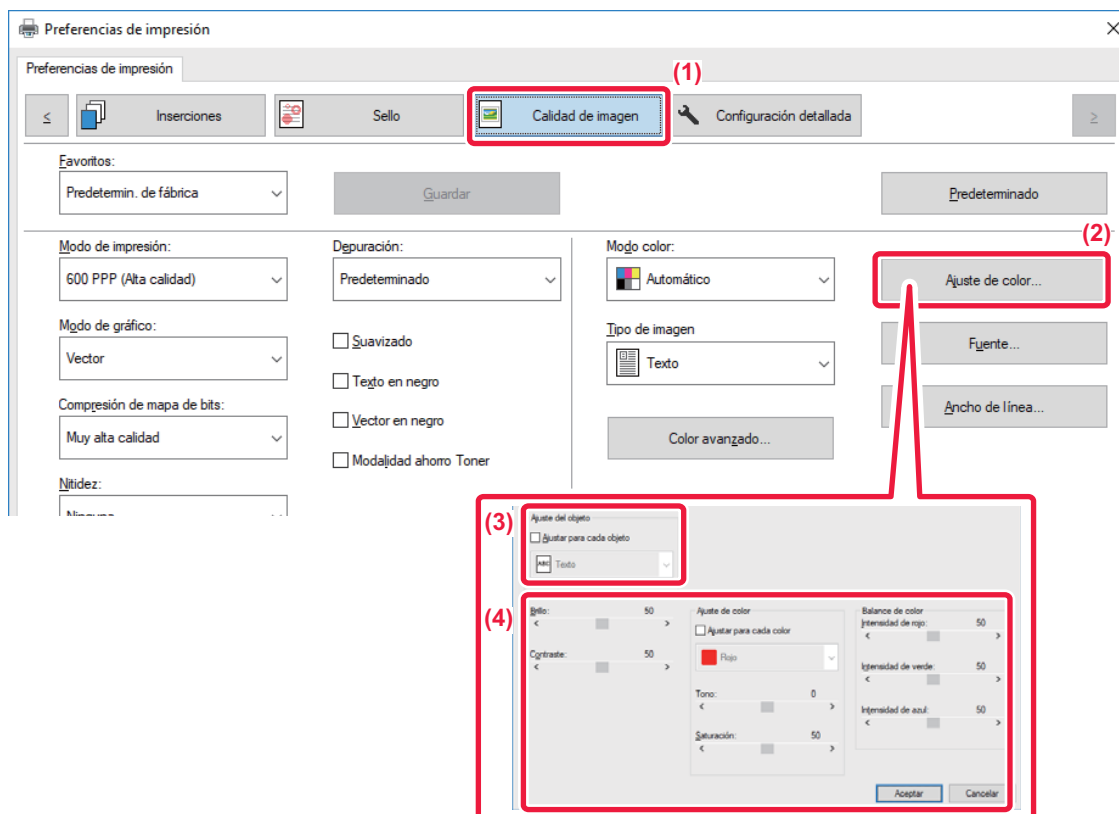 Preferencias de impresión
Preferencias de impresión
(1)
<
Inserciones
Sello
Calidad de imagen
Configuración detallada
>
Favoritos:
Predetermin. de fábrica
Guardar
Predeterminado
(2)
Modo de impresión:
Depuración:
Modo color:
600 PPP (Alta calidad)
Predeterminado
Automático
Ajuste de color...
Modo de gráfico:
Suavizado
Tipo de imagen
Vector
Texto
Fuente...
Texto en negro
Compresión de mapa de bits:
Vector en negro
Ancho de línea...
Muy alta calidad
Color avanzado...
Modalidad ahorro Toner
Nitidez:
Ninguno
(3)
Ajuste del objeto
Ajustar para cada objeto
ABC Texto
(4)
Brillo: 50
< >
Contraste: 50
< >
Ajuste de color
Ajustar para cada color
Rojo
Tono: 0
< >
Saturación: 50
< >
Balance de color
Intensidad de rojo: 50
< >
Intensidad de verde: 50
< >
Intensidad de azul: 50
< >
Aceptar
Cancelar